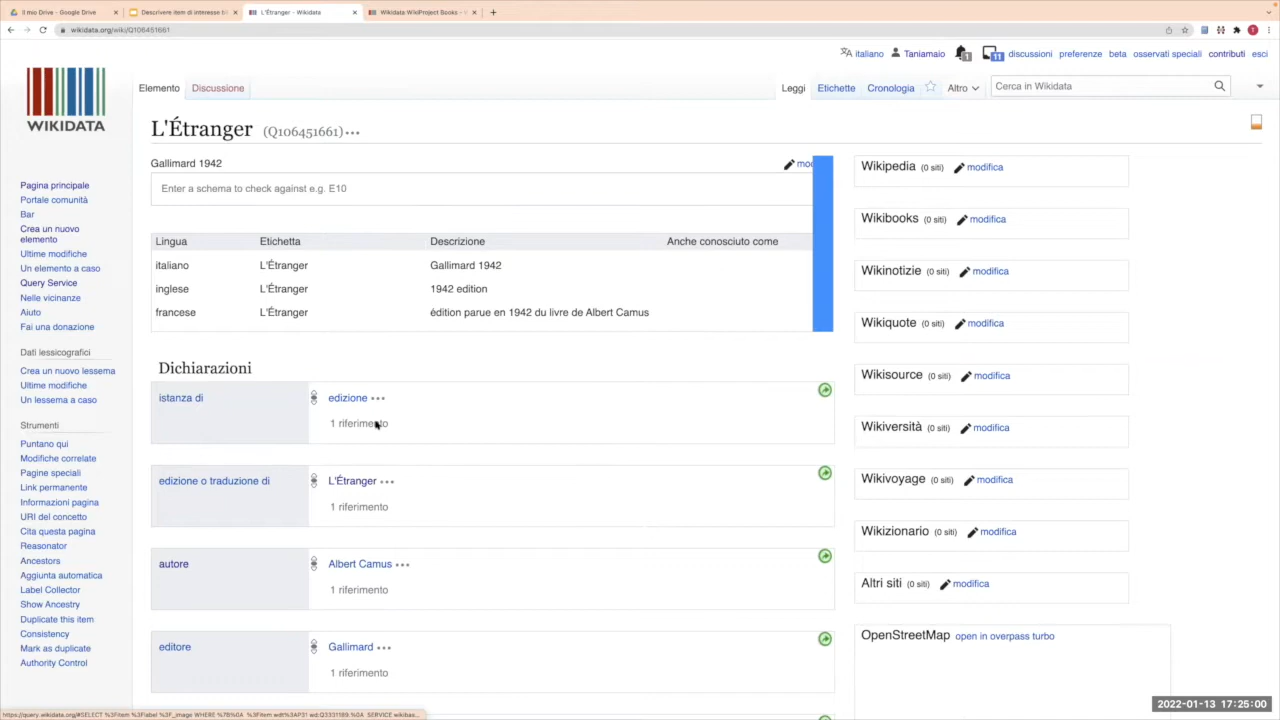 Il mio Drive - Google Drive
Descrivere item di interesse bi
L'Étranger - Wikidata
Wikidata WikiProject Books -
wikidata.org/wiki/Q106451661
italiano Taniamaio 1 11 discussioni preferenze beta osservati speciali contributi esci
Elemento Discussione Leggi Etichette Cronologia Altro Cerca in Wikidata
WIKIDATA
L'Étranger (Q106451661)
Gallimard 1942
Enter a schema to check against e.g. E10
Lingua Etichetta Descrizione Anche conosciuto come
italiano L'Étranger Gallimard 1942
inglese L'Étranger 1942 edition
francese L'Étranger édition parue en 1942 du livre de Albert Camus
Dichiarazioni
istanza di edizione
1 riferimento
edizione o traduzione di L'Étranger
1 riferimento
autore Albert Camus
1 riferimento
editore Gallimard
1 riferimento
Pagina principale
Portale comunità
Bar
Crea un nuovo
elemento
Ultime modifiche
Un elemento a caso
Query Service
Nelle vicinanze
Aiuto
Fai una donazione
Dati lessicografici
Crea un nuovo lessema
Ultime modifiche
Un lessema a caso
Strumenti
Puntano qui
Modifiche correlate
Pagine speciali
Link permanente
Informazioni pagina
URI del concetto
Cita questa pagina
Reasonator
Ancestors
Aggiunta automatica
Label Collector
Show Ancestry
Duplicate this item
Consistency
Mark as duplicate
Authority Control
Wikipedia (0 siti) modifica
Wikibooks (0 siti) modifica
Wikinotizie (0 siti) modifica
Wikiquote (0 siti) modifica
Wikisource (0 siti) modifica
Wikiversità (0 siti) modifica
Wikivoyage (0 siti) modifica
Wikizionario (0 siti) modifica
Altri siti (0 siti) modifica
OpenStreetMap open in overpass turbo
2022-01-13 17:25:00